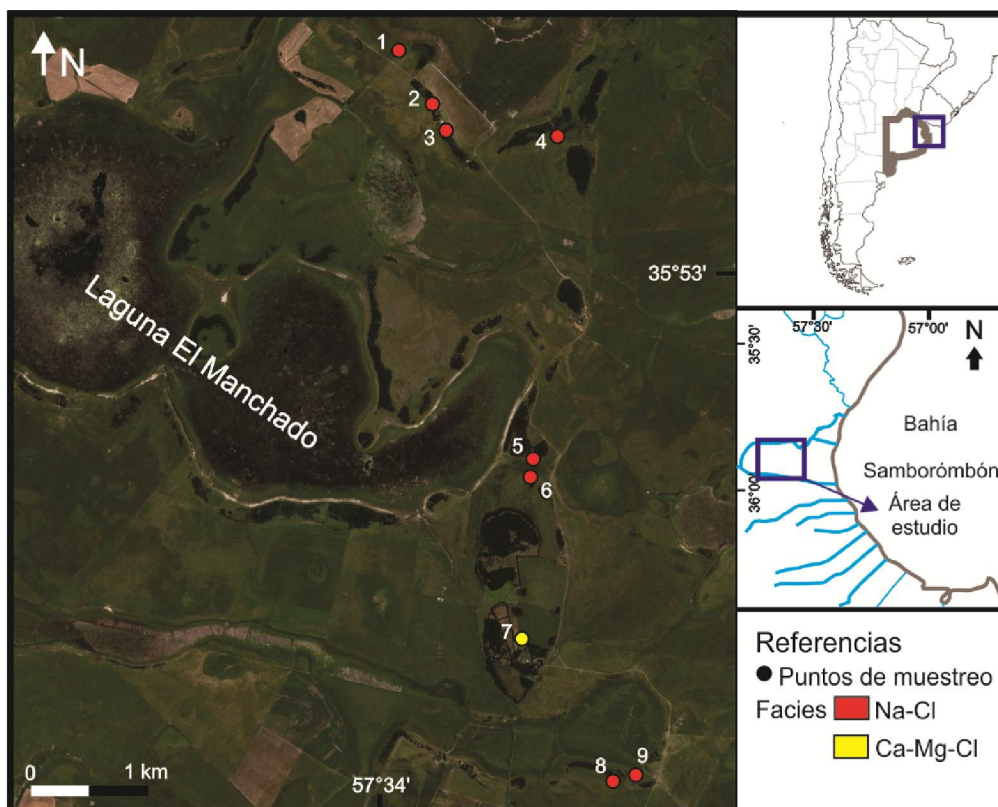 N
1
2
3
4
35°53'
Laguna El Manchado
5
6
7
8
9
0
1 km
57°34'
57°30'
57°00'
35°30'
36°00'
N
Bahía
Samborómbón
Área de
estudio
Referencias
Puntos de muestreo
Facies
Na-Cl
Ca-Mg-Cl